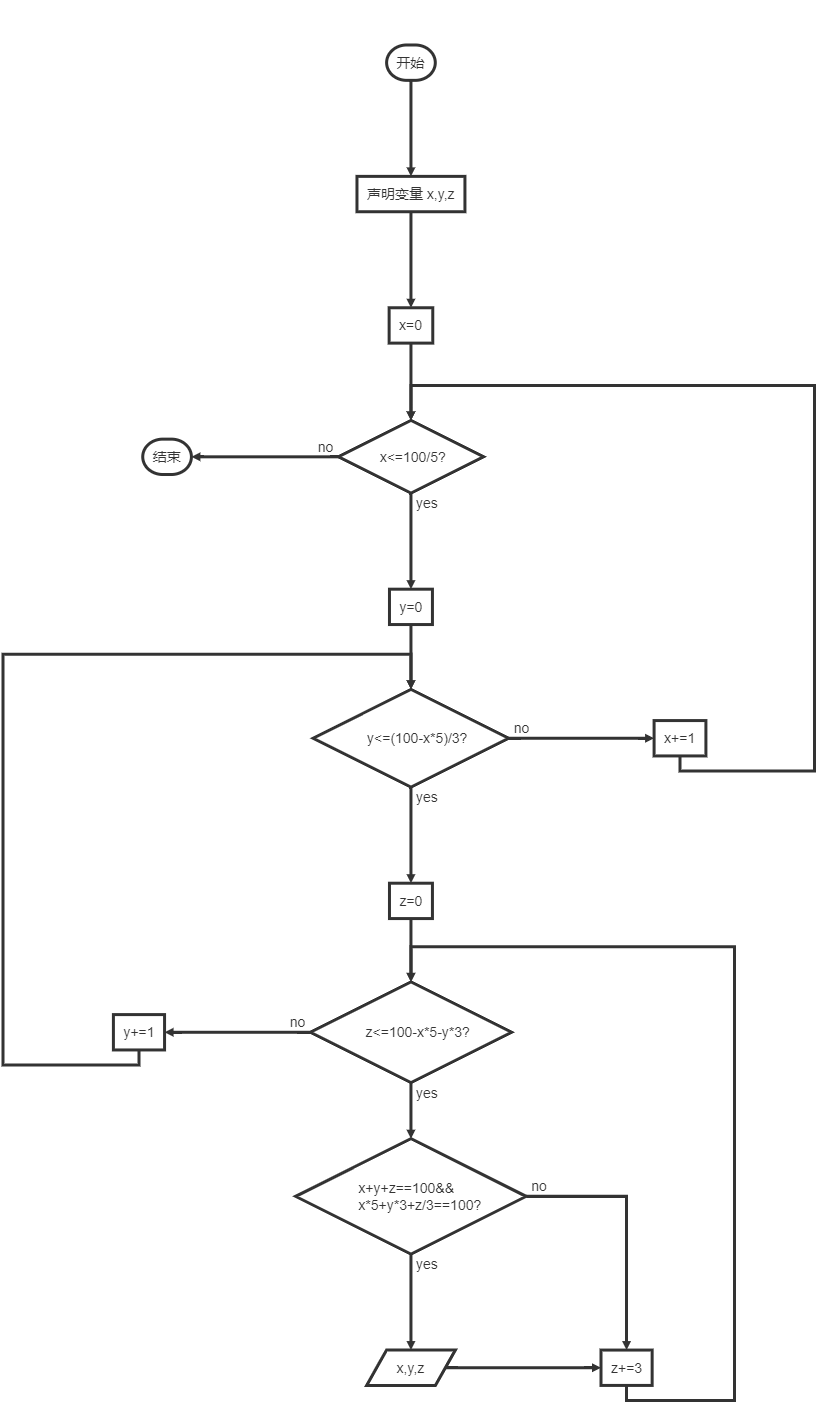 开始
声明变量 x,y,z
x=0
x<=100/5?
no
结束
yes
y=0
y<=(100-x*5)/3?
no
x+=1
yes
z=0
z<=100-x*5-y*3?
no
y+=1
yes
x+y+z==100&&
x*5+y*3+z/3==100?
no
yes
x,y,z
z+=3